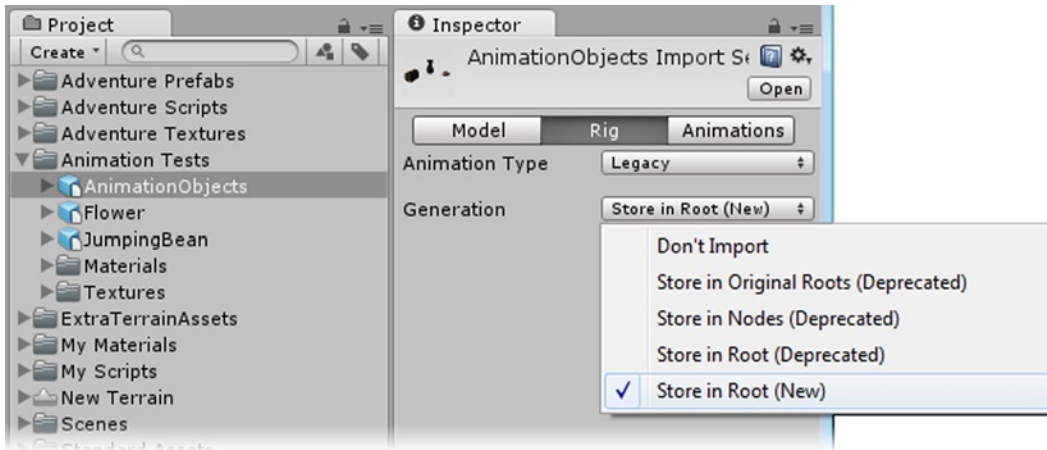 Project
Create
Adventure Prefabs
Adventure Scripts
Adventure Textures
Animation Tests
AnimationObjects
Flower
JumpingBean
Materials
Textures
ExtraTerrainAssets
My Materials
My Scripts
New Terrain
Scenes
Standard Assets
Inspector
AnimationObjects Import Se
Open
Model Rig Animations
Animation Type Legacy
Generation Store in Root (New)
Don't Import
Store in Original Roots (Deprecated)
Store in Nodes (Deprecated)
Store in Root (Deprecated)
Store in Root (New)